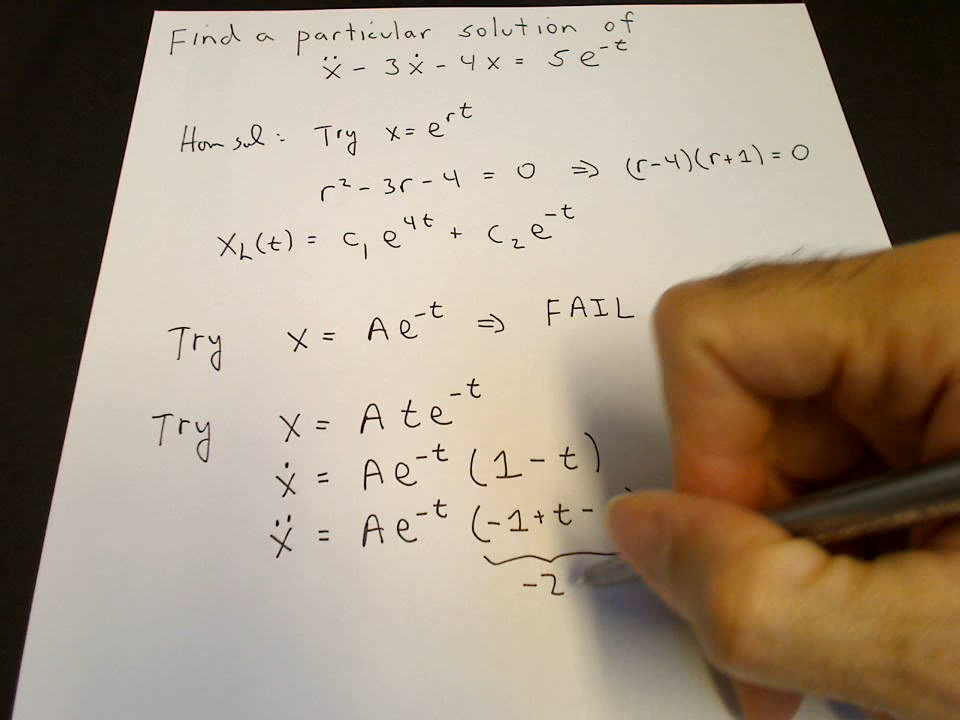 Find a particular solution of
ẍ - 3ẋ - 4x = 5e^-t
Hom sol: Try x = e^rt
r² - 3r - 4 = 0 ⇒ (r-4)(r+1) = 0
x_h(t) = c₁e^4t + c₂e^-t
Try x = Ae^-t ⇒ FAIL
Try x = Ate^-t
ẋ = Ae^-t (1-t)
ẍ = Ae^-t (-1+t-
-2